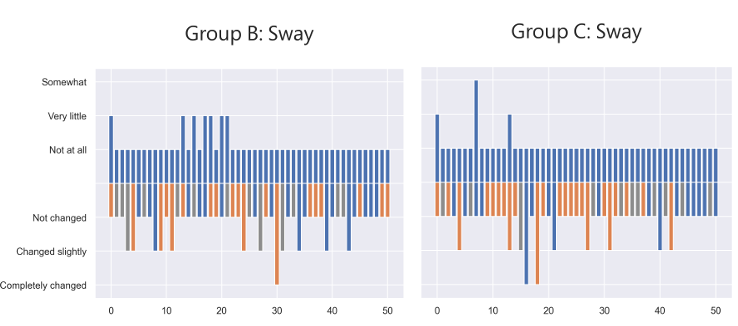 Group B: Sway
Group C: Sway
Somewhat
Very little
Not at all
Not changed
Changed slightly
Completely changed
0 10 20 30 40 50
0 10 20 30 40 50